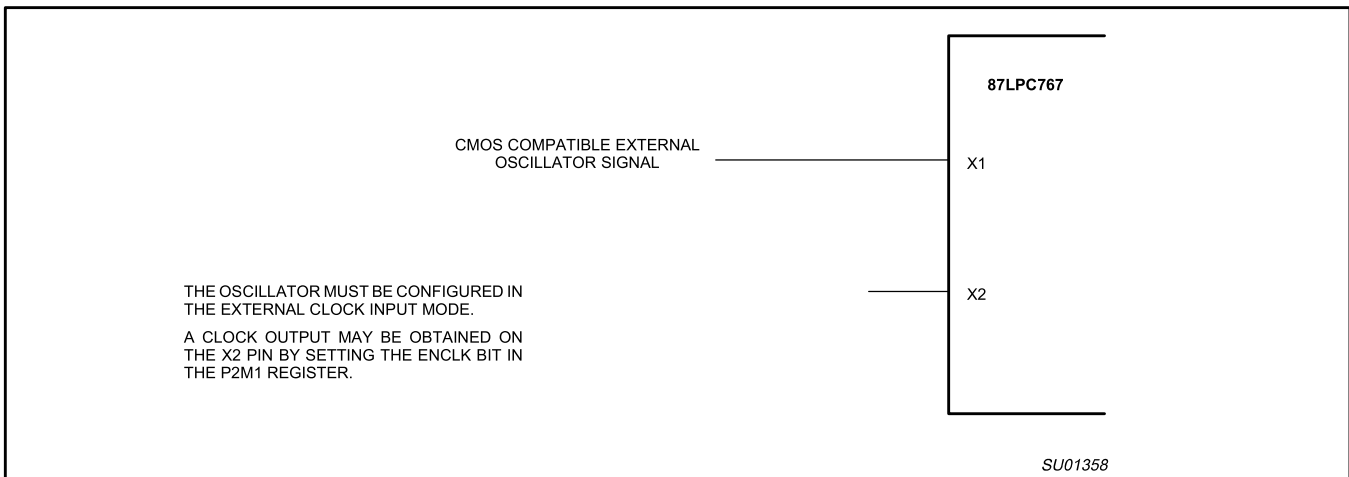 87LPC767
CMOS COMPATIBLE EXTERNAL
OSCILLATOR SIGNAL
X1
THE OSCILLATOR MUST BE CONFIGURED IN
THE EXTERNAL CLOCK INPUT MODE.
X2
A CLOCK OUTPUT MAY BE OBTAINED ON
THE X2 PIN BY SETTING THE ENCLK BIT IN
THE P2M1 REGISTER.
SU01358